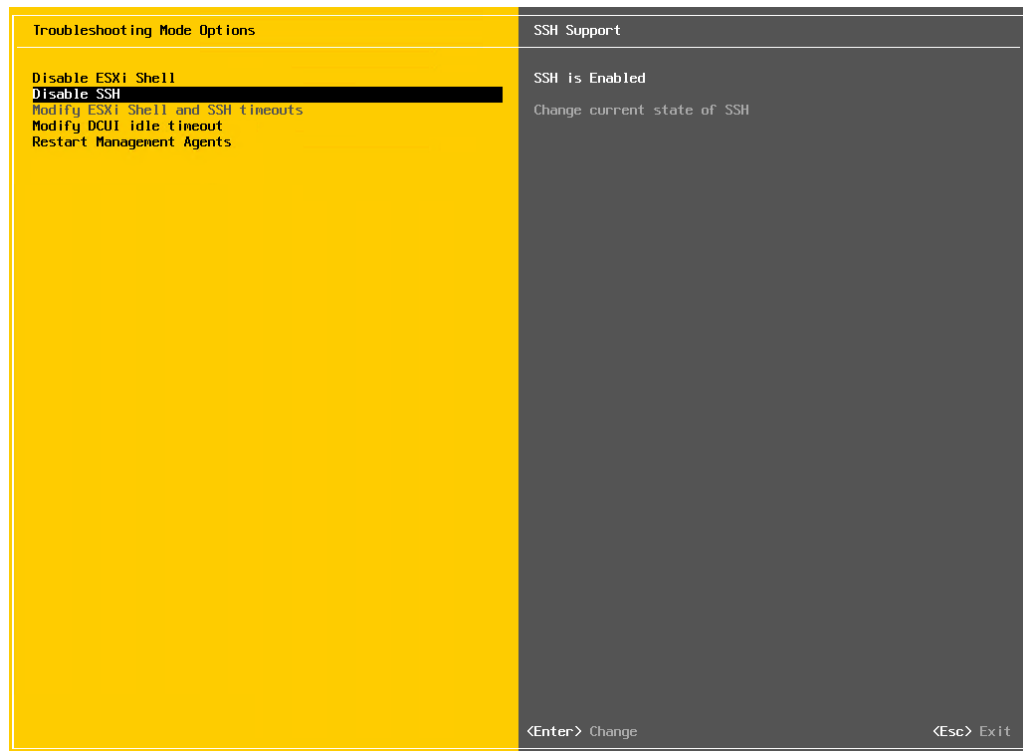 Troubleshooting Mode Options
Disable ESXi Shell
Disable SSH
Modify ESXi Shell and SSH timeouts
Modify DCUI idle timeout
Restart Management Agents
SSH Support
SSH is Enabled
Change current state of SSH
<Enter> Change
<Esc> Exit